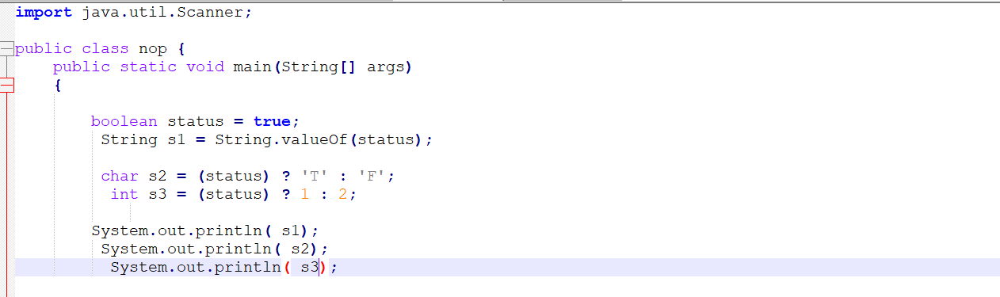 import java.util.Scanner;
public class nop {
public static void main(String[] args)
{
boolean status = true;
String s1 = String.valueOf(status);
char s2 = (status) ? 'T' : 'F';
int s3 = (status) ? 1 : 2;
System.out.println( s1);
System.out.println( s2);
System.out.println( s3);